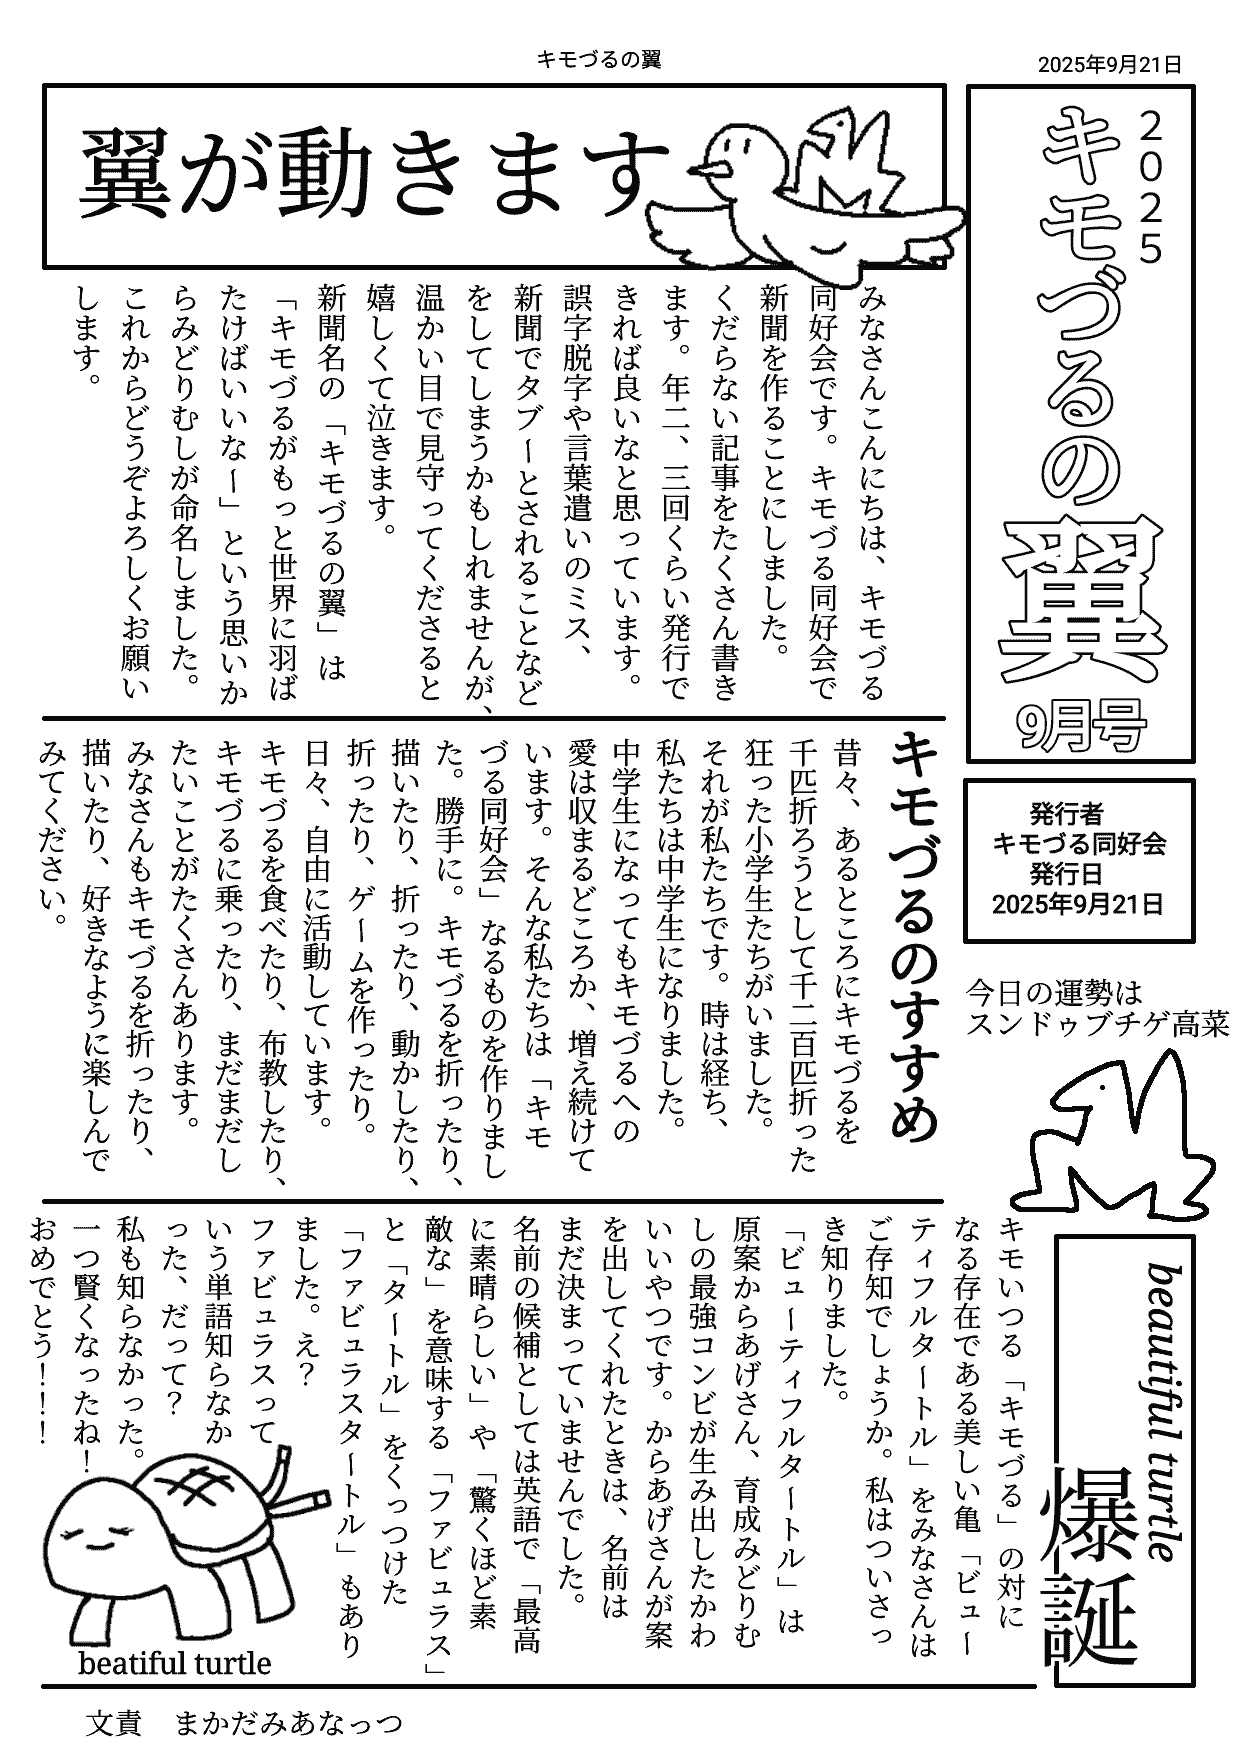 キモづるの翼
2025年9月21日
2025
キモづるの翼
9月号
発行者
キモづる同好会
発行日
2025年9月21日
今日の運勢は
スンドゥブチゲ高菜
翼が動きます
みなさんこんにちは、キモづる
同好会です。キモづる同好会で
新聞を作ることにしました。
くだらない記事をたくさん書き
ます。年二、三回くらい発行で
きれば良いなと思っています。
誤字脱字や言葉遣いのミス、
新聞でタブーとされることなど
をしてしまうかもしれませんが、
温かい目で見守ってくださると
嬉しくて泣きます。
新聞名の「キモづるの翼」は
「キモづるがもっと世界に羽ば
たけばいいなー」という思いか
らみどりむしが命名しました。
これからどうぞよろしくお願い
します。
キモづるのすすめ
昔々、あるところにキモづるを
千匹折ろうとして千二百匹折った
狂った小学生たちがいました。
それが私たちです。時は経ち、
私たちは中学生になりました。
中学生になってもキモづるへの
愛は収まるどころか、増え続けて
います。そんな私たちは「キモ
づる同好会」なるものを作りまし
た。勝手に。キモづるを折ったり、
描いたり、折ったり、動かしたり、
折ったり、ゲームを作ったり。
日々、自由に活動しています。
キモづるを食べたり、布教したり、
キモづるに乗ったり、まだまだし
たいことがたくさんあります。
みなさんもキモづるを折ったり、
描いたり、好きなように楽しんで
みてください。
beautiful turtle
爆誕
キモいつる「キモづる」の対に
なる存在である美しい亀「ビュー
ティフルタートル」をみなさんは
ご存知でしょうか。私はついさっ
き知りました。
「ビューティフルタートル」は
原案からあげさん、育成みどりむ
しの最強コンビが生み出したかわ
いいやつです。からあげさんが案
を出してくれたときは、名前は
まだ決まっていませんでした。
名前の候補としては英語で「最高
に素晴らしい」や「驚くほど素
敵な」を意味する「ファビュラス」
と「タートル」をくっつけた
「ファビュラスタートル」もあり
ました。え？
ファビュラスって
いう単語知らなか
った、だって？
私も知らなかった。
一つ賢くなったね！
おめでとう！！！
beatiful turtle
文責　まかだみあなっつ